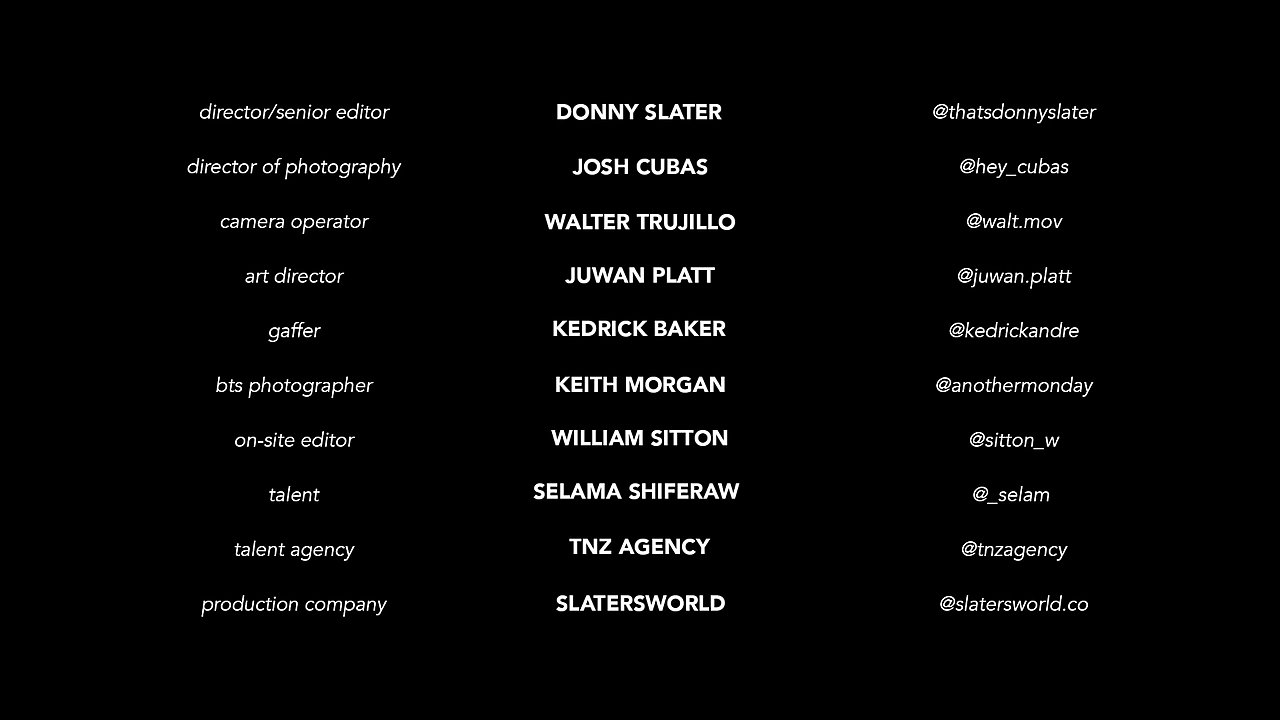 director/senior editor DONNY SLATER @thatsdonnyslater
director of photography JOSH CUBAS @hey_cubas
camera operator WALTER TRUJILLO @walt.mov
art director JUWAN PLATT @juwan.platt
gaffer KEDRICK BAKER @kedrickandre
bts photographer KEITH MORGAN @anothermonday
on-site editor WILLIAM SITTON @sitton_w
talent SELAMA SHIFERAW @_selam
talent agency TNZ AGENCY @tnzagency
production company SLATERSWORLD @slatersworld.co